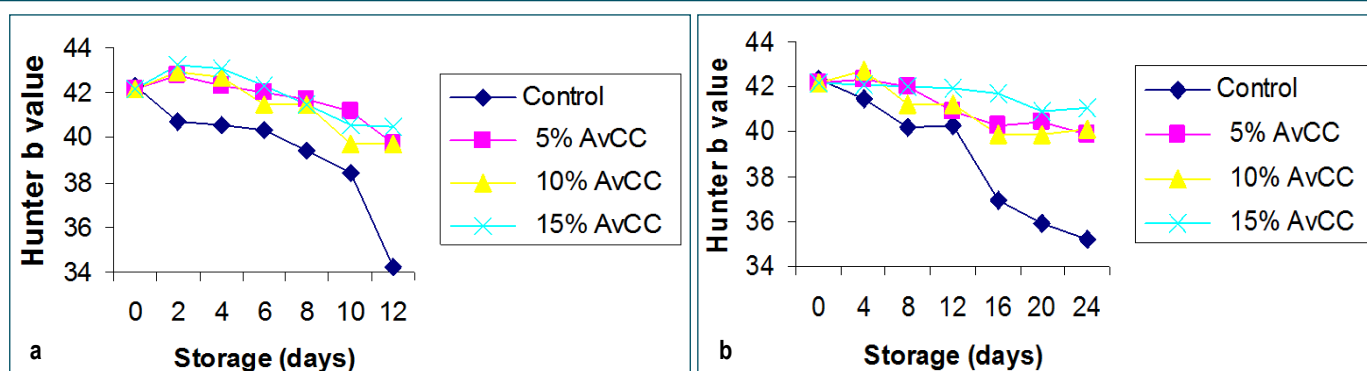 Hunter b value
44
42
40
38
36
34
0 2 4 6 8 10 12
Storage (days)
Control
5% AvCC
10% AvCC
15% AvCC
a
Hunter b value
44
42
40
38
36
34
0 4 8 12 16 20 24
Storage (days)
Control
5% AvCC
10% AvCC
15% AvCC
b